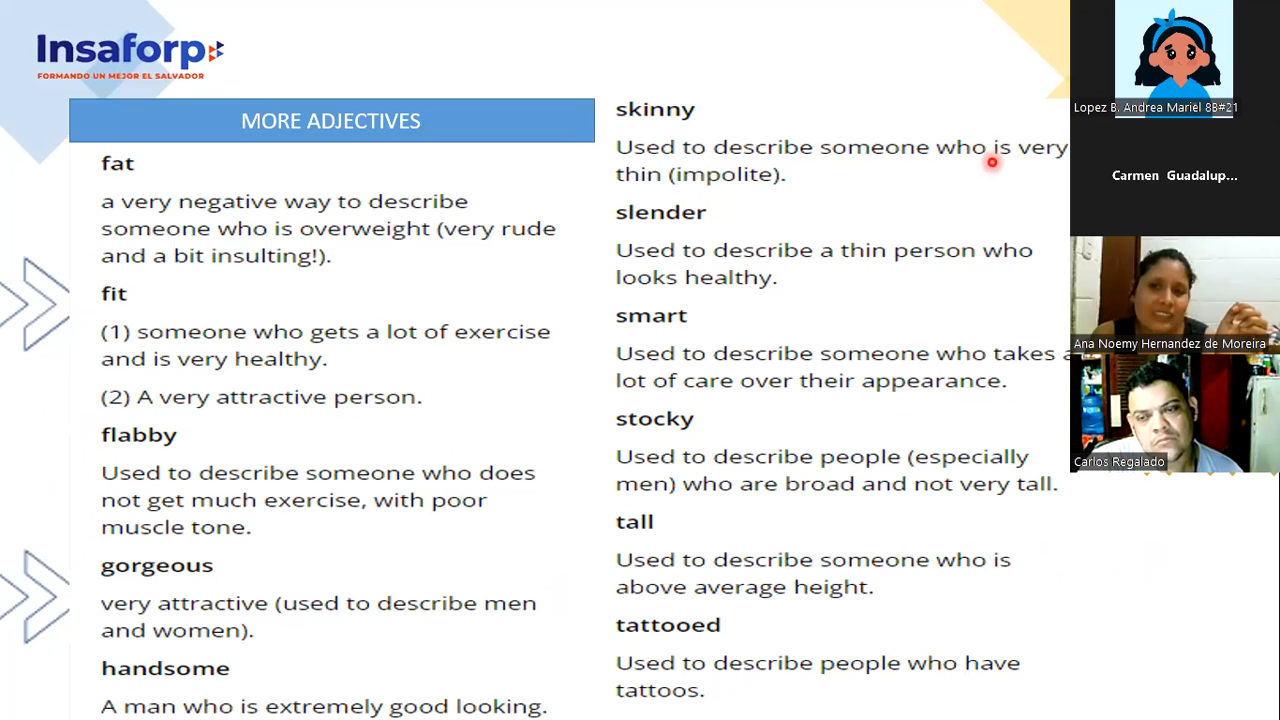 Insaforp
FORMANDO UN MEJOR EL SALVADOR
MORE ADJECTIVES
fat
a very negative way to describe
someone who is overweight (very rude
and a bit insulting!).
fit
(1) someone who gets a lot of exercise
and is very healthy.
(2) A very attractive person.
flabby
Used to describe someone who does
not get much exercise, with poor
muscle tone.
gorgeous
very attractive (used to describe men
and women).
handsome
A man who is extremely good looking.
skinny
Used to describe someone who is very
thin (impolite).
slender
Used to describe a thin person who
looks healthy.
smart
Used to describe someone who takes a
lot of care over their appearance.
stocky
Used to describe people (especially
men) who are broad and not very tall.
tall
Used to describe someone who is
above average height.
tattooed
Used to describe people who have
tattoos.
Lopez B. Andrea Mariel 8B#21
Carmen Guadalup...
Ana Noemy Hernandez de Moreira
Carlos Regalado